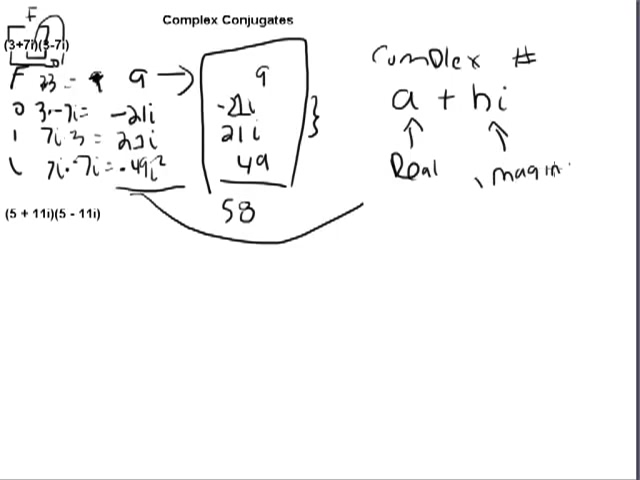 Complex Conjugates
F
(3+7i)(3-7i)
F 3·3 = 9 9
O 3·-7i= -21i
I 7i·3 = 21i
L 7i·-7i= -49i²
9
-21i
21i
49
58
(5 + 11i)(5 - 11i)
Complex #
a + bi
Real